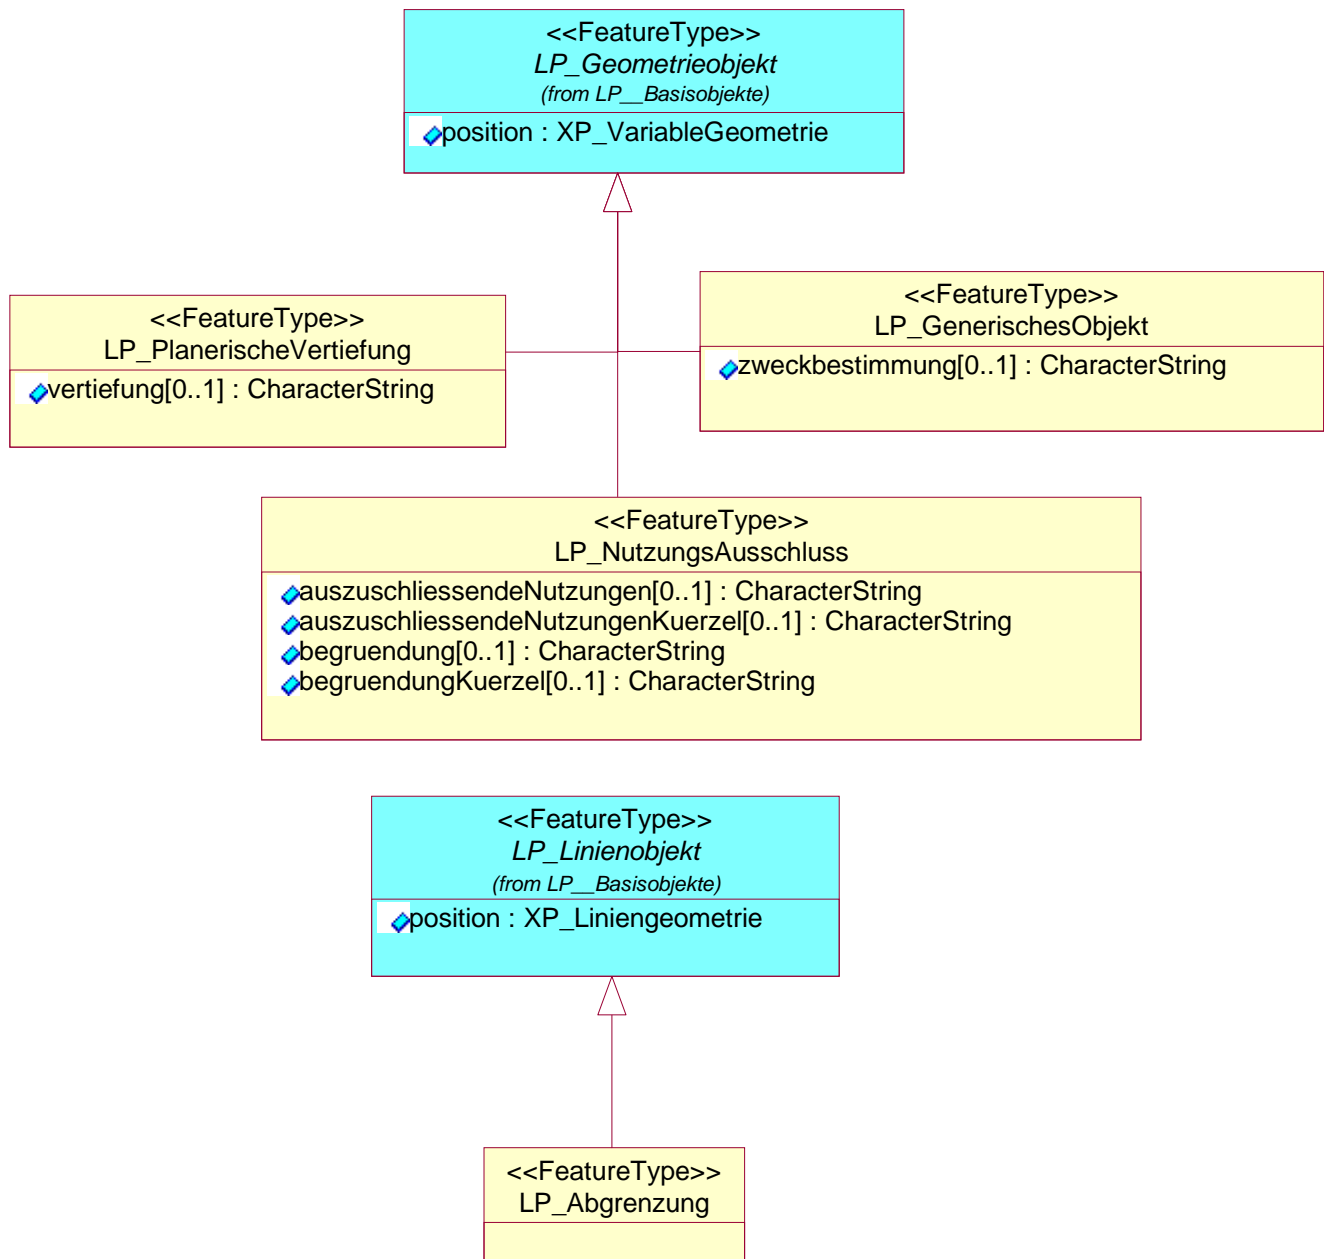 <<FeatureType>>
LP_Geometrieobjekt
(from LP__Basisobjekte)
position : XP_VariableGeometrie
<<FeatureType>>
LP_PlanerischeVertiefung
vertiefung[0..1] : CharacterString
<<FeatureType>>
LP_GenerischesObjekt
zweckbestimmung[0..1] : CharacterString
<<FeatureType>>
LP_NutzungsAusschluss
auszuschliessendeNutzungen[0..1] : CharacterString
auszuschliessendeNutzungenKuerzel[0..1] : CharacterString
begruendung[0..1] : CharacterString
begruendungKuerzel[0..1] : CharacterString
<<FeatureType>>
LP_Linienobjekt
(from LP__Basisobjekte)
position : XP_Liniengeometrie
<<FeatureType>>
LP_Abgrenzung